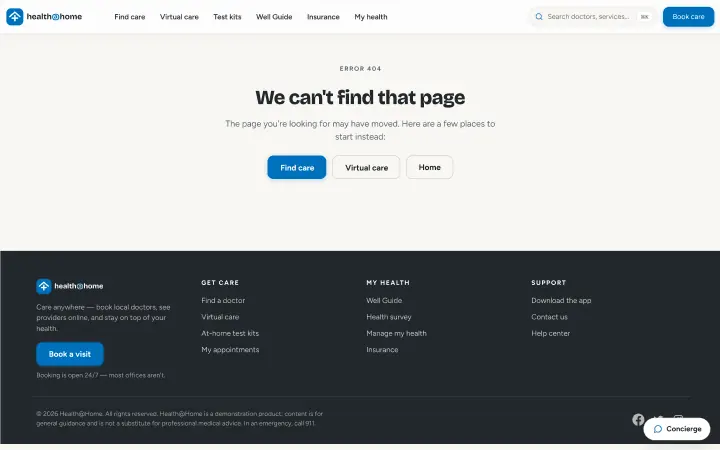 health@home
Find care
Virtual care
Test kits
Well Guide
Insurance
My health
Search doctors, services...
⌘K
Book care
ERROR 404
We can't find that page
The page you're looking for may have moved. Here are a few places to
start instead:
Find care
Virtual care
Home
health@home
Care anywhere — book local doctors, see
providers online, and stay on top of your
health.
Book a visit
Booking is open 24/7 — most offices aren't.
GET CARE
Find a doctor
Virtual care
At-home test kits
My appointments
MY HEALTH
Well Guide
Health survey
Manage my health
Insurance
SUPPORT
Download the app
Contact us
Help center
© 2026 Health@Home. All rights reserved. Health@Home is a demonstration product; content is for
general guidance and is not a substitute for professional medical advice. In an emergency, call 911.
Concierge